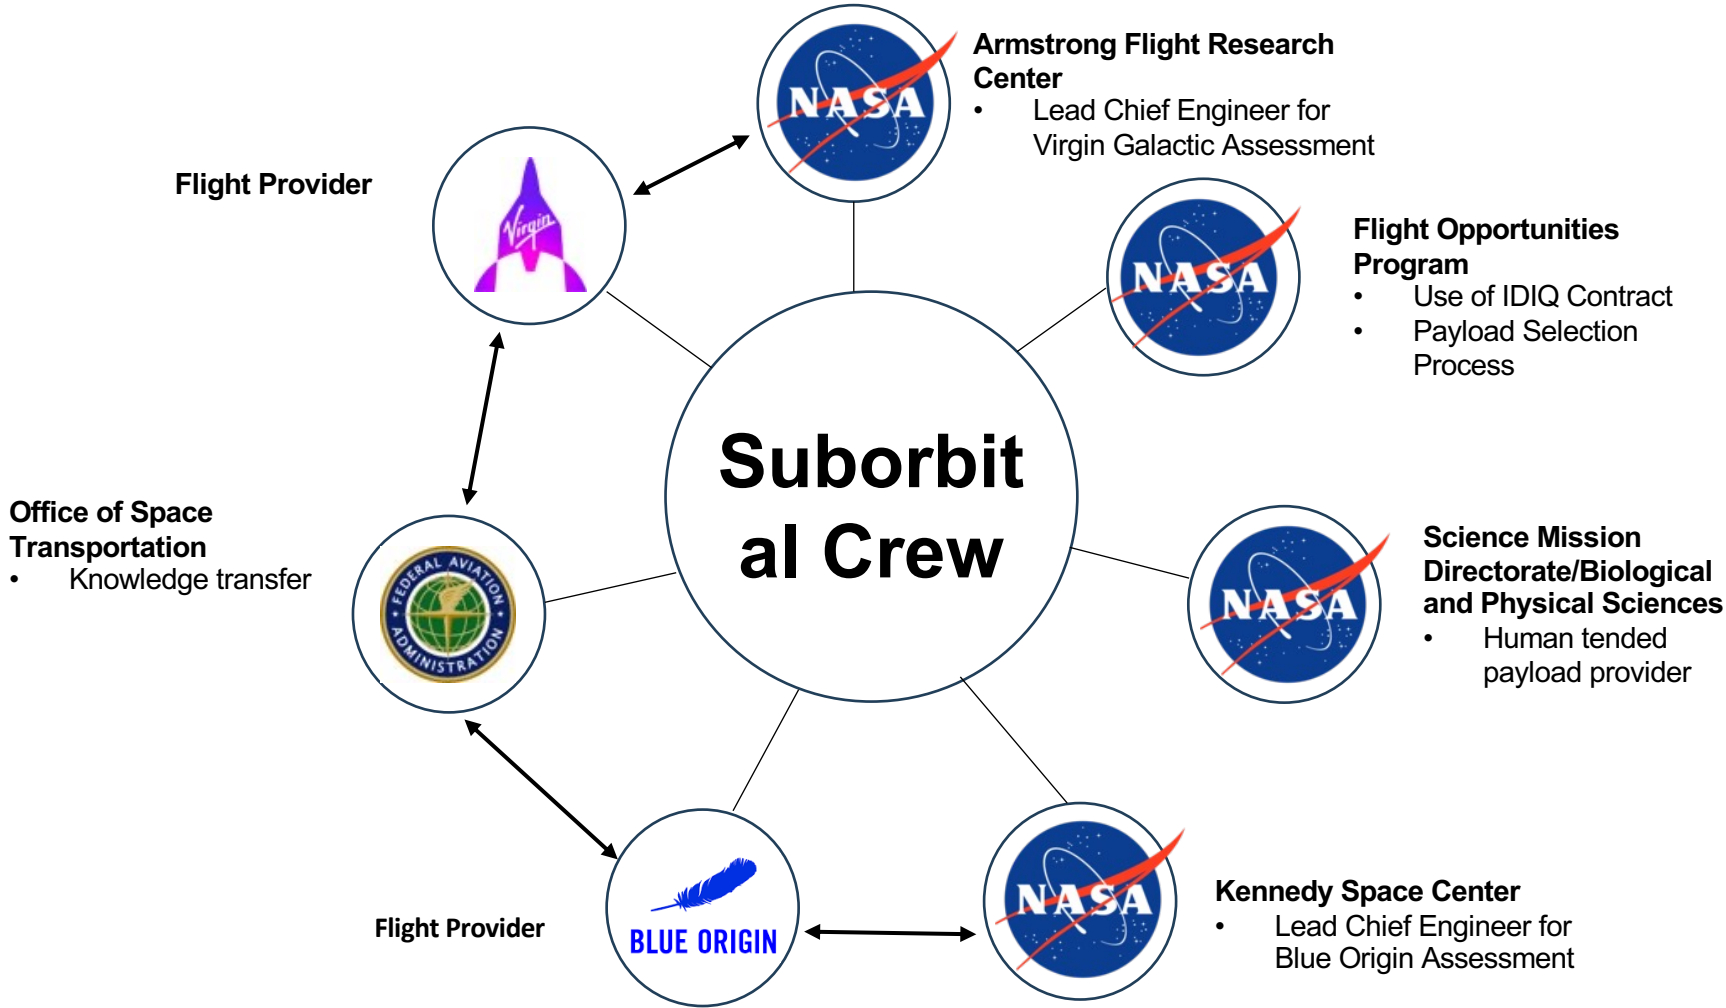 Armstrong Flight Research
Center
• Lead Chief Engineer for
Virgin Galactic Assessment
NASA
Flight Provider
Virgin
Flight Opportunities
Program
• Use of IDIQ Contract
• Payload Selection
Process
NASA
Suborbit
al Crew
Office of Space
Transportation
• Knowledge transfer
FEDERAL AVIATION
ADMINISTRATION
Science Mission
Directorate/Biological
and Physical Sciences
• Human tended
payload provider
NASA
Flight Provider
BLUE ORIGIN
NASA
Kennedy Space Center
• Lead Chief Engineer for
Blue Origin Assessment